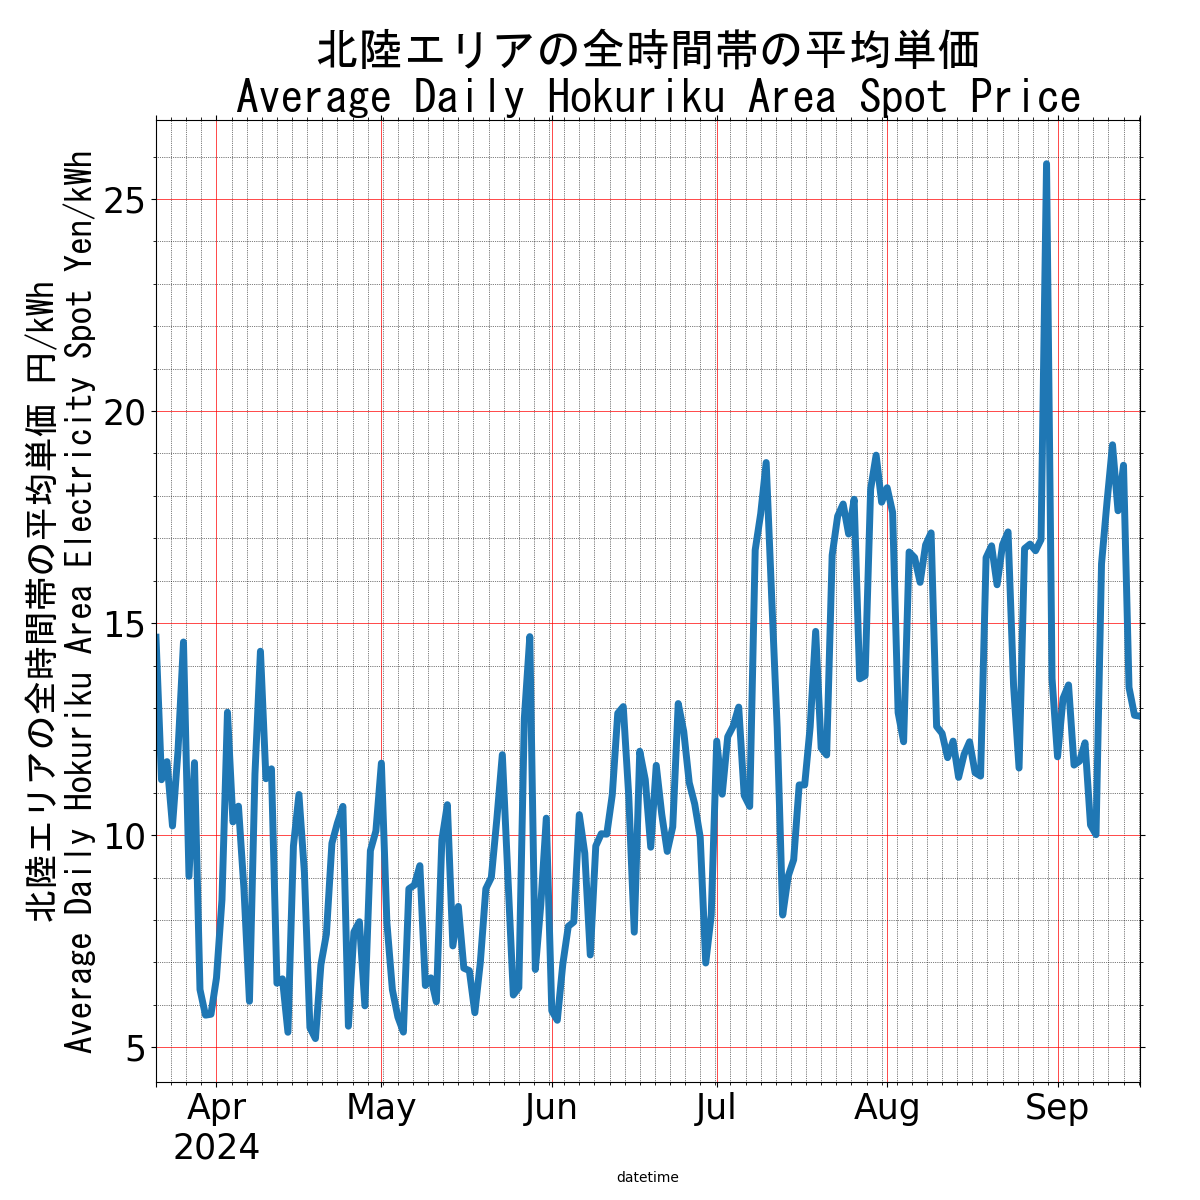 北陸エリアの全時間帯の平均単価
Average Daily Hokuriku Area Spot Price
北陸エリアの全時間帯の平均単価 円/kWh
Average Daily Hokuriku Area Electricity Spot Yen/kWh
25
20
15
10
5
Apr
2024
May
Jun
Jul
Aug
Sep
datetime